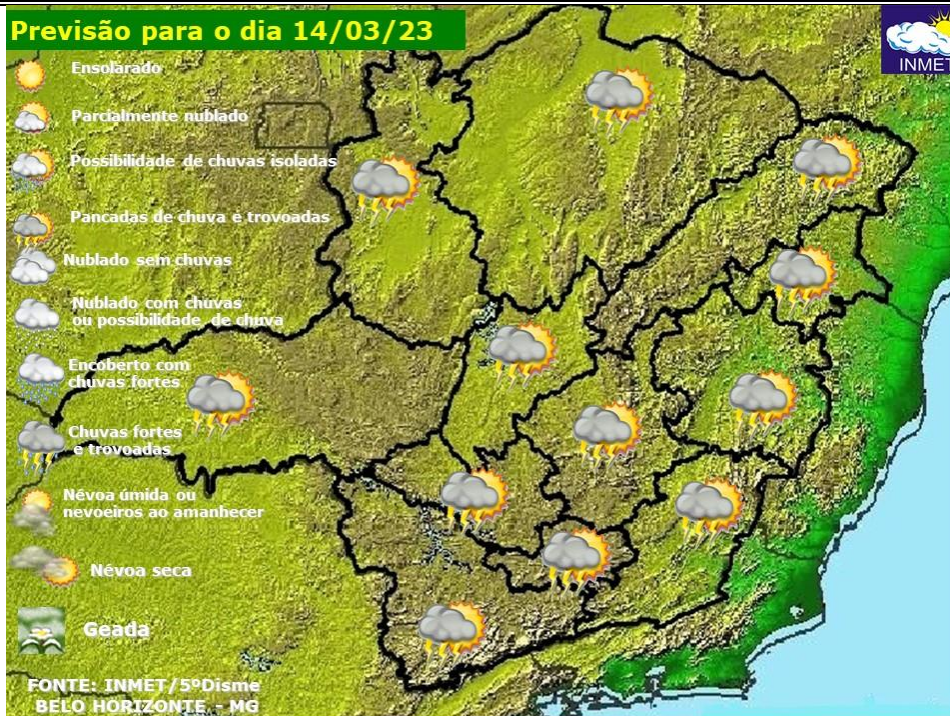 Previsão para o dia 14/03/23
INMET
Ensolarado
Parcialmente nublado
Possibilidade de chuvas isoladas
Pancadas de chuva e trovoadas
Nublado sem chuvas
Nublado com chuvas
ou possibilidade de chuva
Encoberto com
chuvas fortes
Chuvas fortes
e trovoadas
Névoa úmida ou
nevoeiros ao amanhecer
Névoa seca
Geada
FONTE: INMET/5ºDisme
BELO HORIZONTE - MG